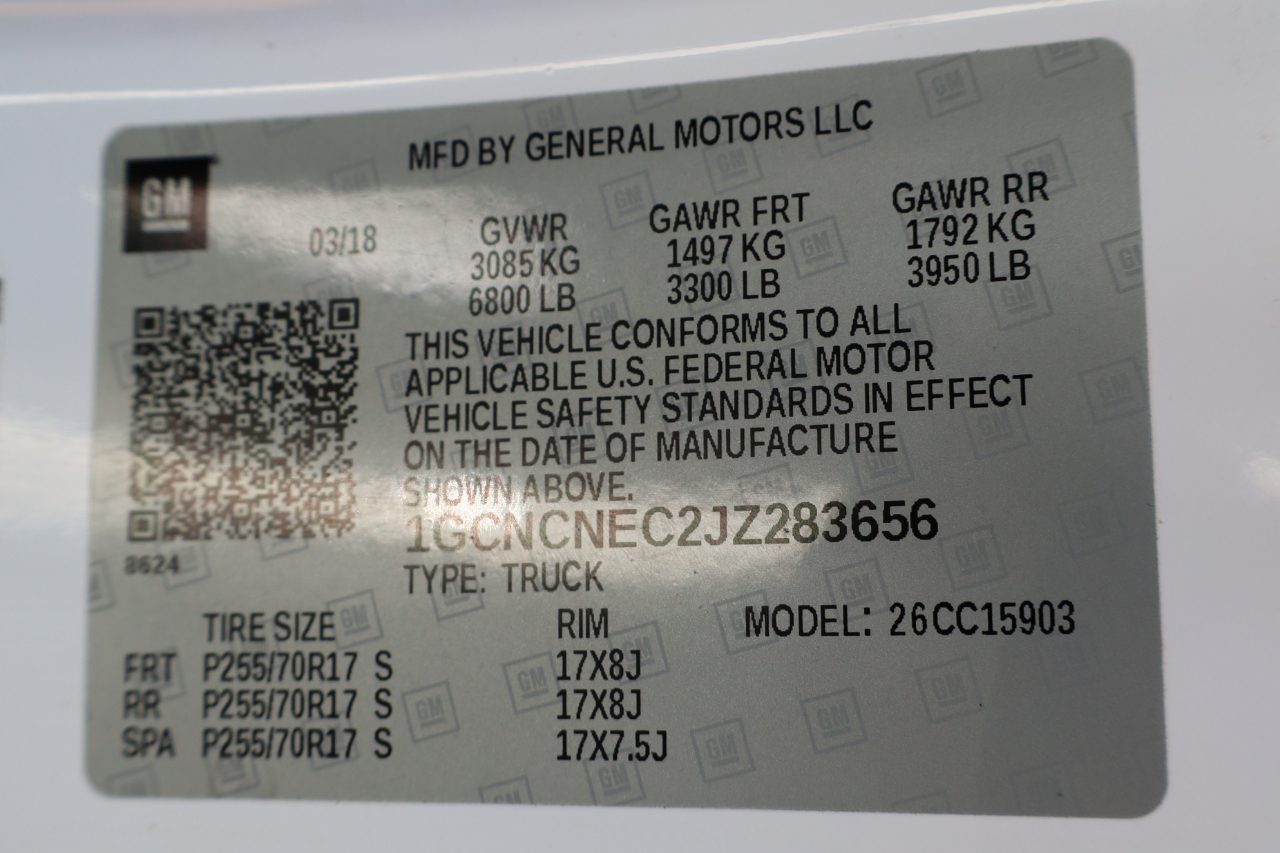 MFD BY GENERAL MOTORS LLC
GM
03/18
GVWR GAWR FRT GAWR RR
3085 KG 1497 KG 1792 KG
6800 LB 3300 LB 3950 LB
THIS VEHICLE CONFORMS TO ALL
APPLICABLE U.S. FEDERAL MOTOR
VEHICLE SAFETY STANDARDS IN EFFECT
ON THE DATE OF MANUFACTURE
SHOWN ABOVE.
1GCNCNEC2JZ283656
8624
TYPE: TRUCK
TIRE SIZE RIM MODEL: 26CC15903
FRT P255/70R17 S 17X8J
RR P255/70R17 S 17X8J
SPA P255/70R17 S 17X7.5J